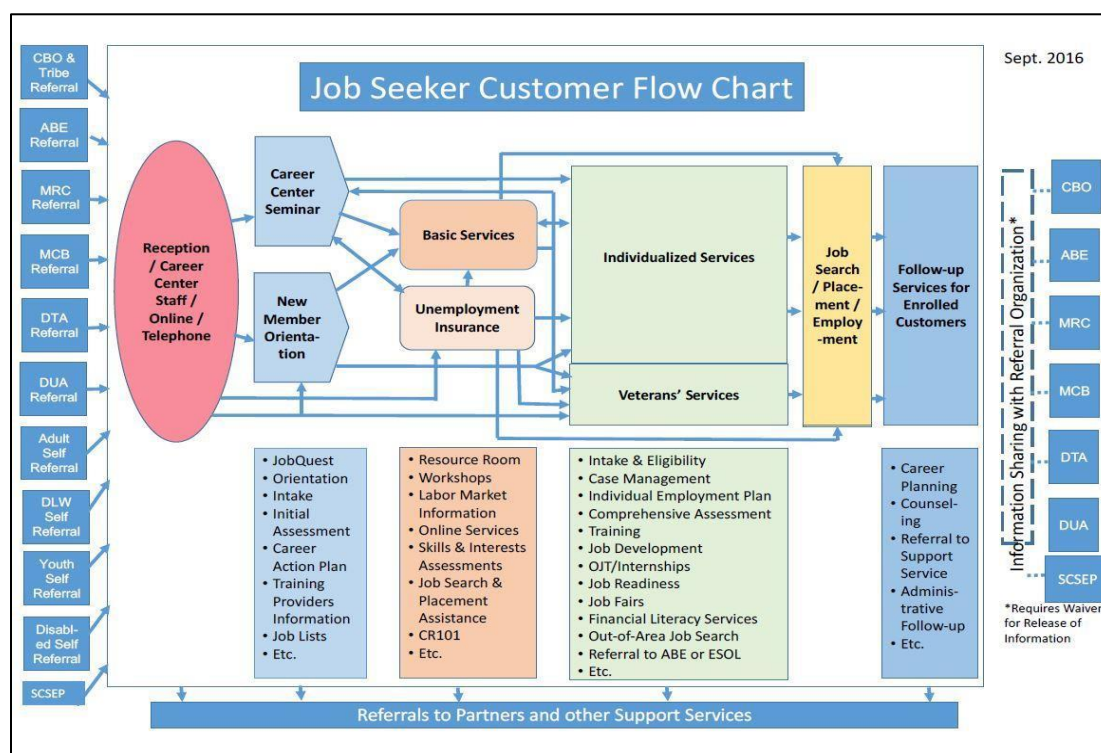 Sept. 2016
Job Seeker Customer Flow Chart
CBO &
Tribe
Referral
ABE
Referral
MRC
Referral
MCB
Referral
DTA
Referral
DUA
Referral
Adult
Self
Referral
DLW
Self
Referral
Youth
Self
Referral
Disabl-
ed Self
Referral
SCSEP
Reception
/ Career
Center
Staff /
Online /
Telephone
Career
Center
Seminar
New
Member
Orienta-
tion
Basic Services
Unemployment
Insurance
Individualized Services
Veterans’ Services
Job
Search
/ Place-
ment /
Employ
-ment
Follow-up
Services for
Enrolled
Customers
• JobQuest
• Orientation
• Intake
• Initial
Assessment
• Career
Action Plan
• Training
Providers
Information
• Job Lists
• Etc.
• Resource Room
• Workshops
• Labor Market
Information
• Online Services
• Skills & Interests
Assessments
• Job Search &
Placement
Assistance
• CR101
• Etc.
• Intake & Eligibility
• Case Management
• Individual Employment Plan
• Comprehensive Assessment
• Training
• Job Development
• OJT/Internships
• Job Readiness
• Job Fairs
• Financial Literacy Services
• Out-of-Area Job Search
• Referral to ABE or ESOL
• Etc.
• Career
Planning
• Counsel-
ing
• Referral to
Support
Service
• Adminis-
trative
Follow-up
• Etc.
Information Sharing with Referral Organization*
CBO
ABE
MRC
MCB
DTA
DUA
SCSEP
*Requires Waiver
for Release of
Information
Referrals to Partners and other Support Services